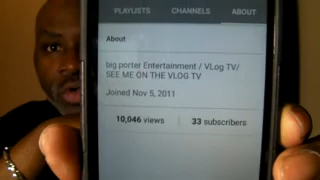 PLAYLISTS CHANNELS ABOUT
About
big porter Entertainment / VLog TV/
SEE ME ON THE VLOG TV
Joined Nov 5, 2011
10,046 views 33 subscribers